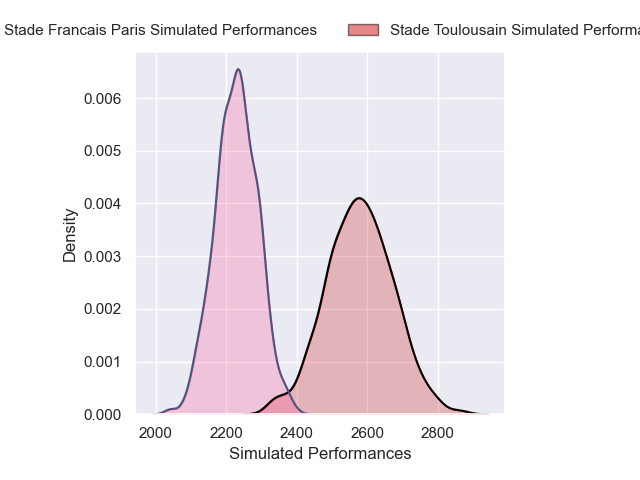 Stade Francais Paris Simulated Performances
Stade Toulousain Simulated
0.006
0.005
0.004
0.003
0.002
0.001
0.000
Density
2000 2200 2400 2600 2800
Simulated Performances